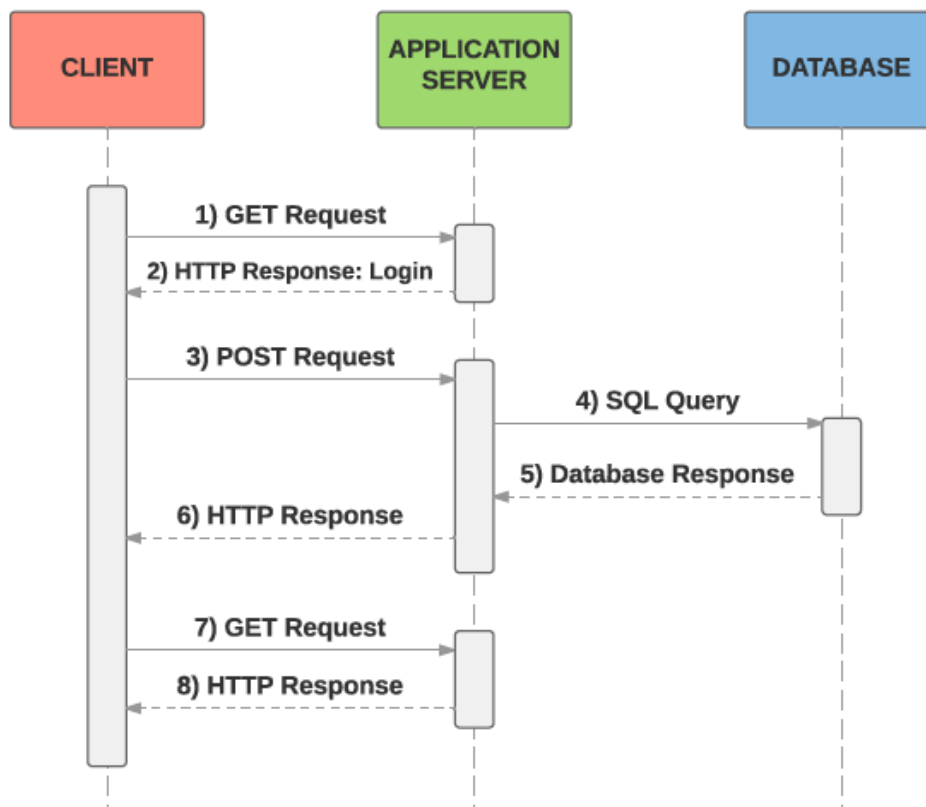 CLIENT
APPLICATION
SERVER
DATABASE
1) GET Request
2) HTTP Response: Login
3) POST Request
4) SQL Query
5) Database Response
6) HTTP Response
7) GET Request
8) HTTP Response